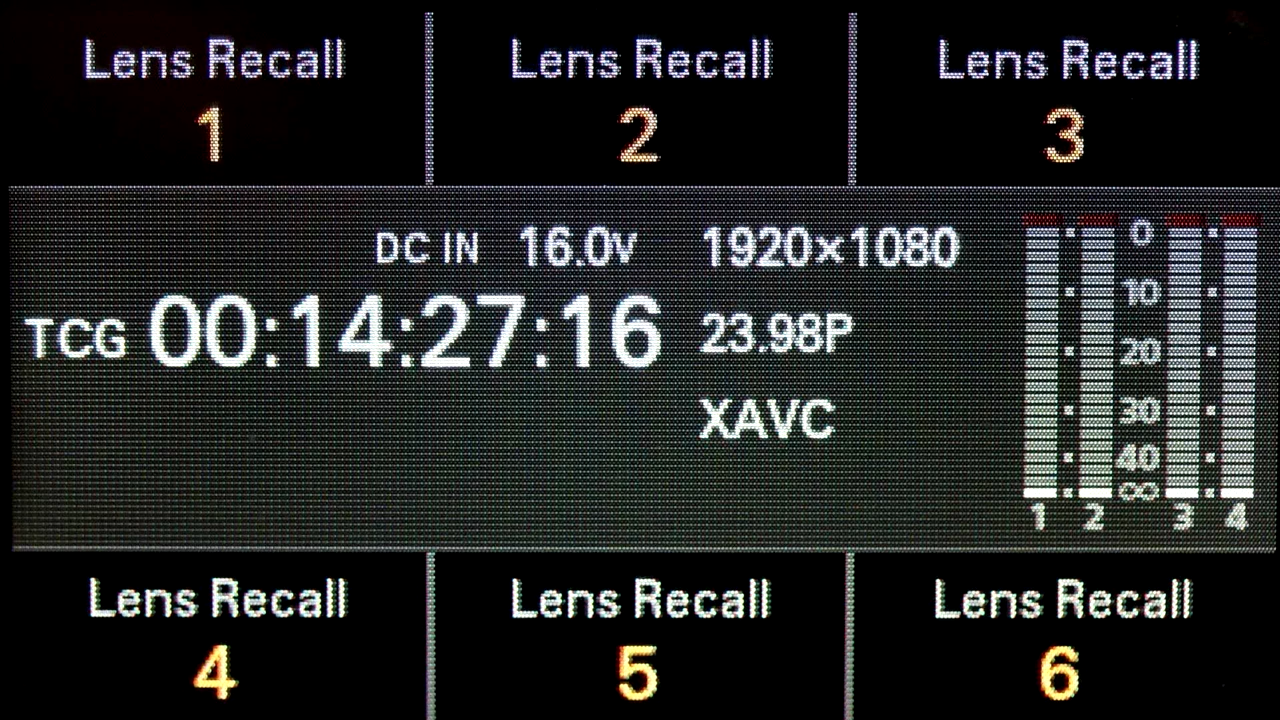 Lens Recall
1
Lens Recall
2
Lens Recall
3
DC IN 16.0V
1920×1080
TCG 00:14:27:16
23.98P
XAVC
0
10
20
30
40
∞
1 2 3 4
Lens Recall
4
Lens Recall
5
Lens Recall
6